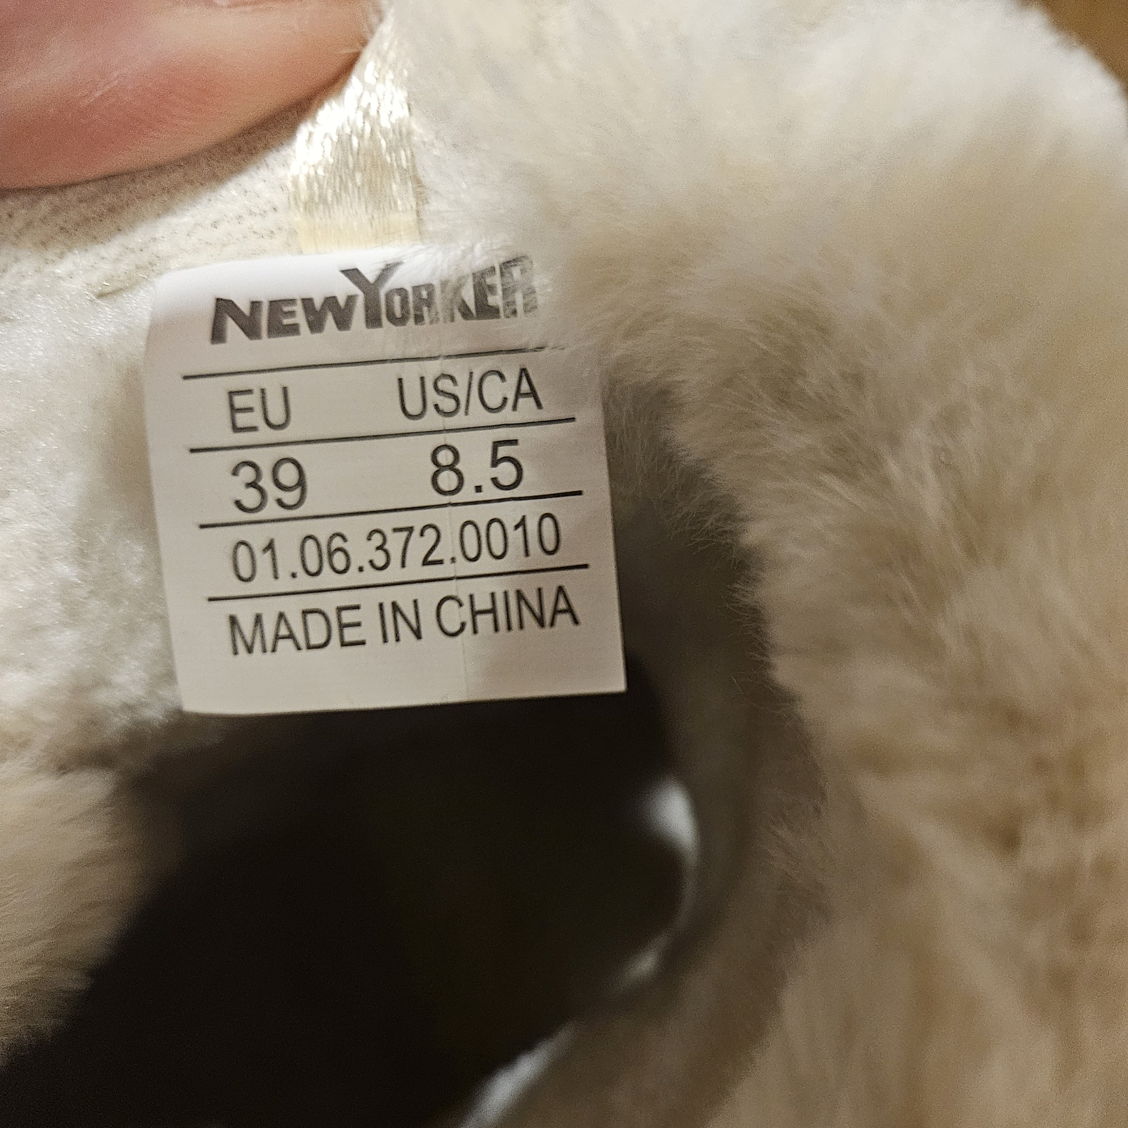 NEWYORKER
EU US/CA
39 8.5
01.06.372.0010
MADE IN CHINA